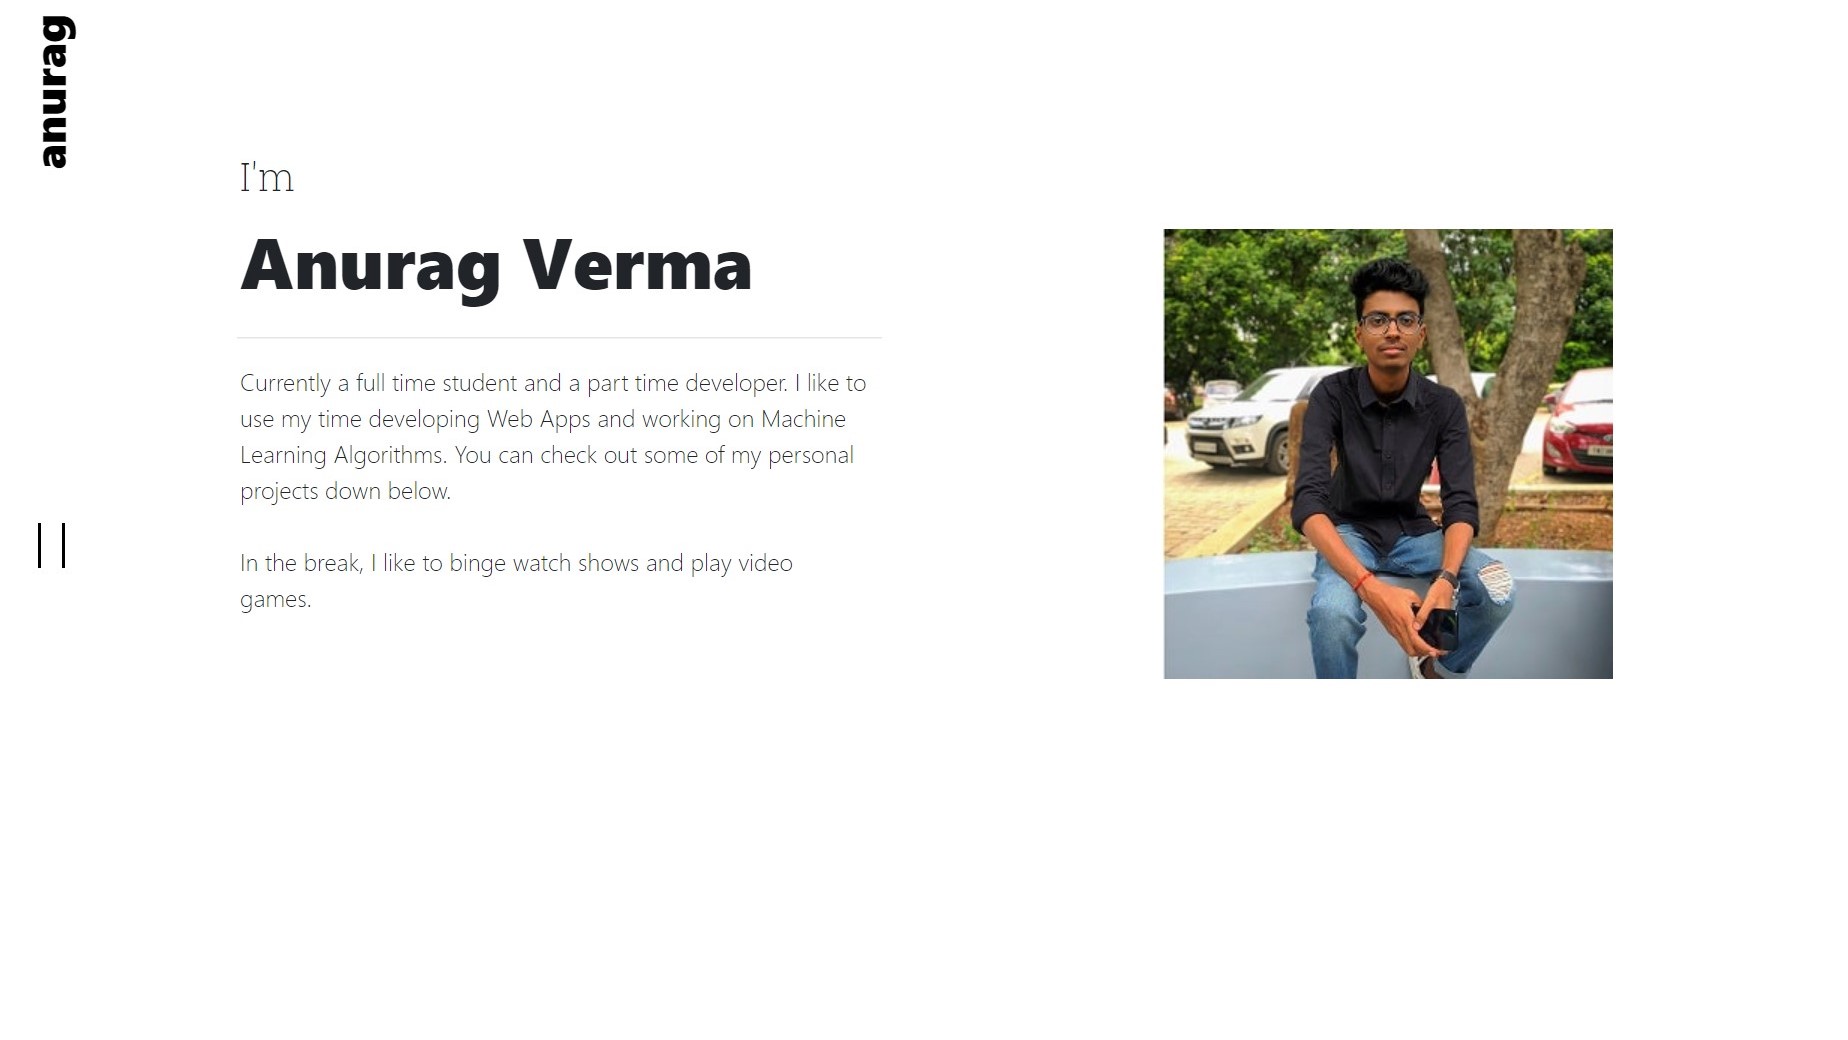 anurag
I'm
Anurag Verma
Currently a full time student and a part time developer. I like to
use my time developing Web Apps and working on Machine
Learning Algorithms. You can check out some of my personal
projects down below.
In the break, I like to binge watch shows and play video
games.